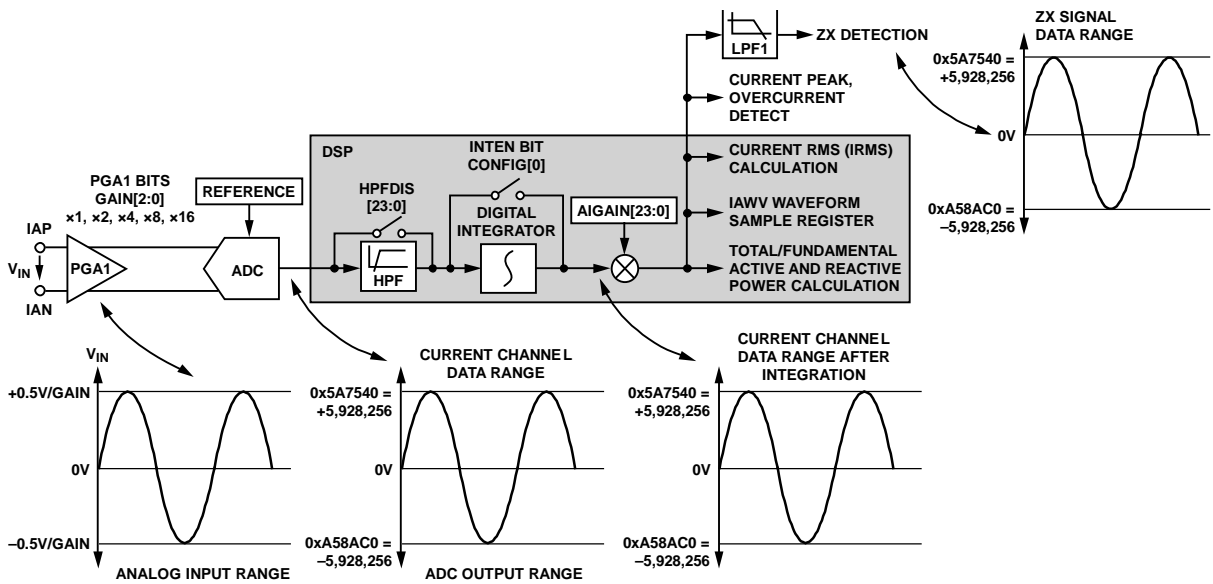 LPF1
ZX DETECTION
CURRENT PEAK,
OVERCURRENT
DETECT
ZX SIGNAL
DATA RANGE
0x5A7540 =
+5,928,256
0V
0xA58AC0 =
–5,928,256
DSP
PGA1 BITS
GAIN[2:0]
×1, ×2, ×4, ×8, ×16
REFERENCE
HPFDIS
[23:0]
INTEN BIT
CONFIG[0]
DIGITAL
INTEGRATOR
AIGAIN[23:0]
CURRENT RMS (IRMS)
CALCULATION
IAWV WAVEFORM
SAMPLE REGISTER
TOTAL/FUNDAMENTAL
ACTIVE AND REACTIVE
POWER CALCULATION
IAP
VIN
IAN
PGA1
ADC
HPF
VIN
+0.5V/GAIN
0V
–0.5V/GAIN
ANALOG INPUT RANGE
CURRENT CHANNEL
DATA RANGE
0x5A7540 =
+5,928,256
0V
0xA58AC0 =
–5,928,256
ADC OUTPUT RANGE
CURRENT CHANNEL
DATA RANGE AFTER
INTEGRATION
0x5A7540 =
+5,928,256
0V
0xA58AC0 =
–5,928,256